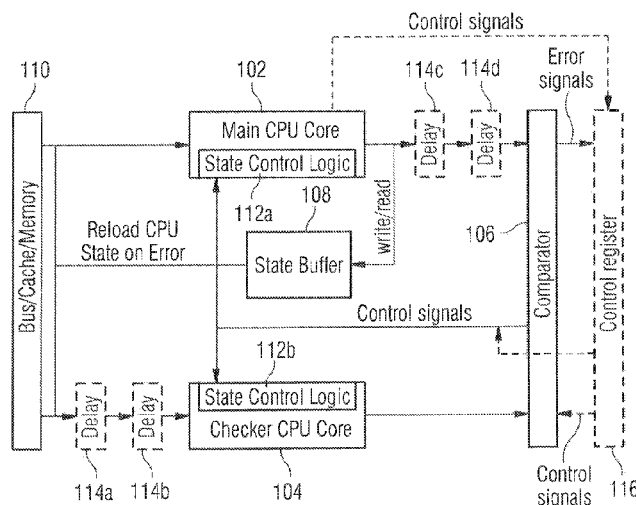 Control signals
110
102
114c
114d
Error
signals
Main CPU Core
State Control Logic
Delay
Delay
112a
108
write/read
106
Reload CPU
State on Error
State Buffer
Bus/Cache/Memory
Comparator
Control register
Control signals
112b
State Control Logic
Checker CPU Core
Delay
Delay
114a
114b
104
Control
signals
116